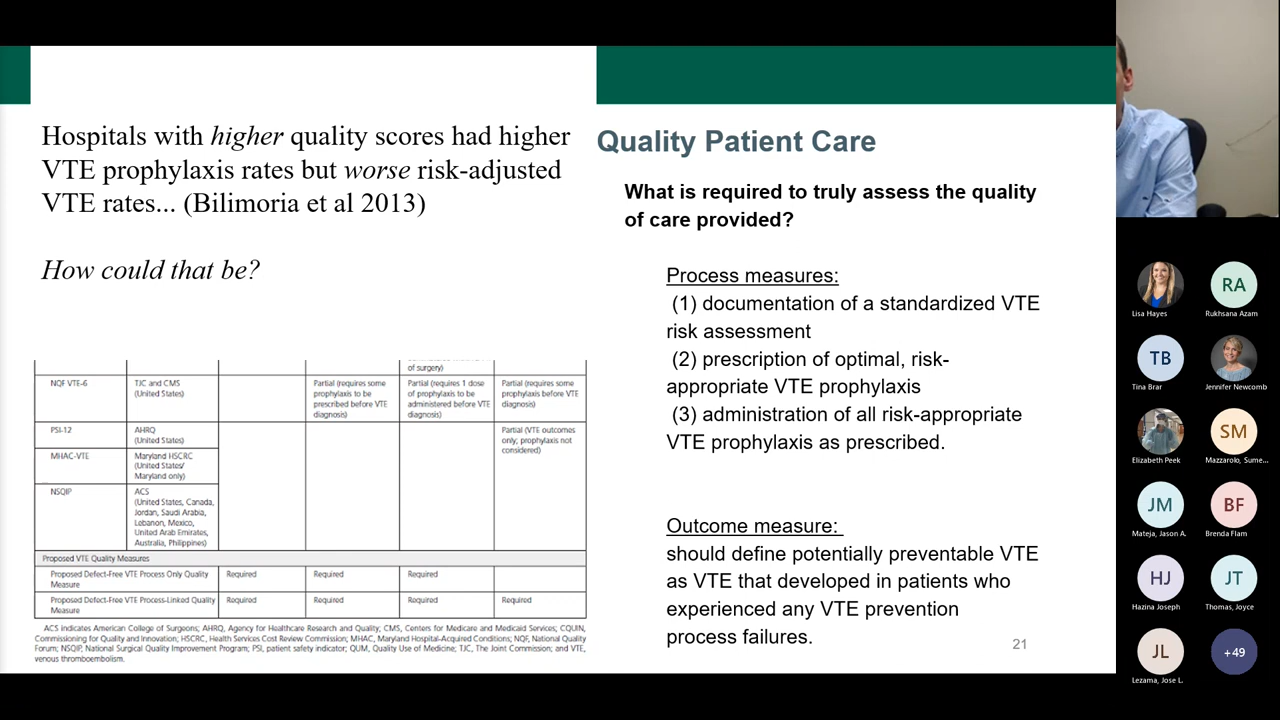 Hospitals with higher quality scores had higher
VTE prophylaxis rates but worse risk-adjusted
VTE rates... (Bilimoria et al 2013)
How could that be?
of surgery)
NQF VTE-6
TJC and CMS
(United States)
Partial (requires some
prophylaxis to be
prescribed before VTE
diagnosis)
Partial (requires 1 dose
of prophylaxis to be
administered before VTE
diagnosis)
Partial (requires some
prophylaxis before VTE
diagnosis)
PSI-12
AHRQ
(United States)
Partial (VTE outcomes
only; prophylaxis not
considered)
MHAC-VTE
Maryland HSCRC
(United States/
Maryland only)
NSQIP
ACS
(United States, Canada,
Jordan, Saudi Arabia,
Lebanon, Mexico,
United Arab Emirates,
Australia, Philippines)
Proposed VTE Quality Measures
Proposed Defect-Free VTE Process Only Quality
Measure
Required
Required
Required
Proposed Defect-Free VTE Process-Linked Quality
Measure
Required
Required
Required
Required
ACS indicates American College of Surgeons; AHRQ, Agency for Healthcare Research and Quality; CMS, Centers for Medicare and Medicaid Services; CQUIN,
Commissioning for Quality and Innovation; HSCRC, Health Services Cost Review Commission; MHAC, Maryland Hospital-Acquired Conditions; NQF, National Quality
Forum; NSQIP, National Surgical Quality Improvement Program; PSI, patient safety indicator; QUM, Quality Use of Medicine; TJC, The Joint Commission; and VTE,
venous thromboembolism.
Quality Patient Care
What is required to truly assess the quality
of care provided?
Process measures:
(1) documentation of a standardized VTE
risk assessment
(2) prescription of optimal, risk-
appropriate VTE prophylaxis
(3) administration of all risk-appropriate
VTE prophylaxis as prescribed.
Outcome measure:
should define potentially preventable VTE
as VTE that developed in patients who
experienced any VTE prevention
process failures.
21
Lisa Hayes
RA
Rukhsana Azam
TB
Tina Brar
Jennifer Newcomb
Elizabeth Peek
SM
Mazzarolo, Sume...
JM
Mateja, Jason A.
BF
Brenda Flam
HJ
Hazina Joseph
JT
Thomas, Joyce
JL
Lezama, Jose L.
+49